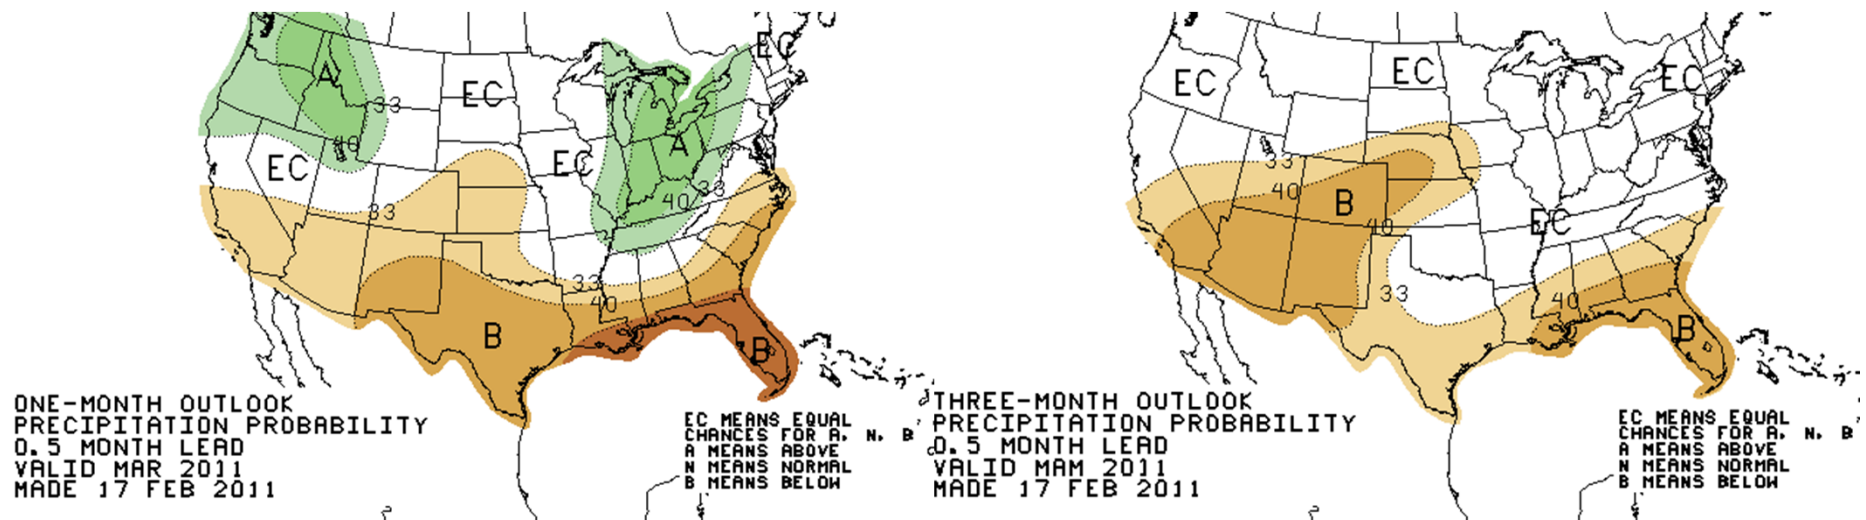 EC
A
EC
33
40
EC
EC
A
33
40
33
33
40
B
B
ONE-MONTH OUTLOOK
PRECIPITATION PROBABILITY
0.5 MONTH LEAD
VALID MAR 2011
MADE 17 FEB 2011
EC MEANS EQUAL
CHANCES FOR A, N, B
A MEANS ABOVE
N MEANS NORMAL
B MEANS BELOW
EC
EC
EC
33
40
B
40
EC
33
40
B
THREE-MONTH OUTLOOK
PRECIPITATION PROBABILITY
0.5 MONTH LEAD
VALID MAM 2011
MADE 17 FEB 2011
EC MEANS EQUAL
CHANCES FOR A, N, B
A MEANS ABOVE
N MEANS NORMAL
B MEANS BELOW